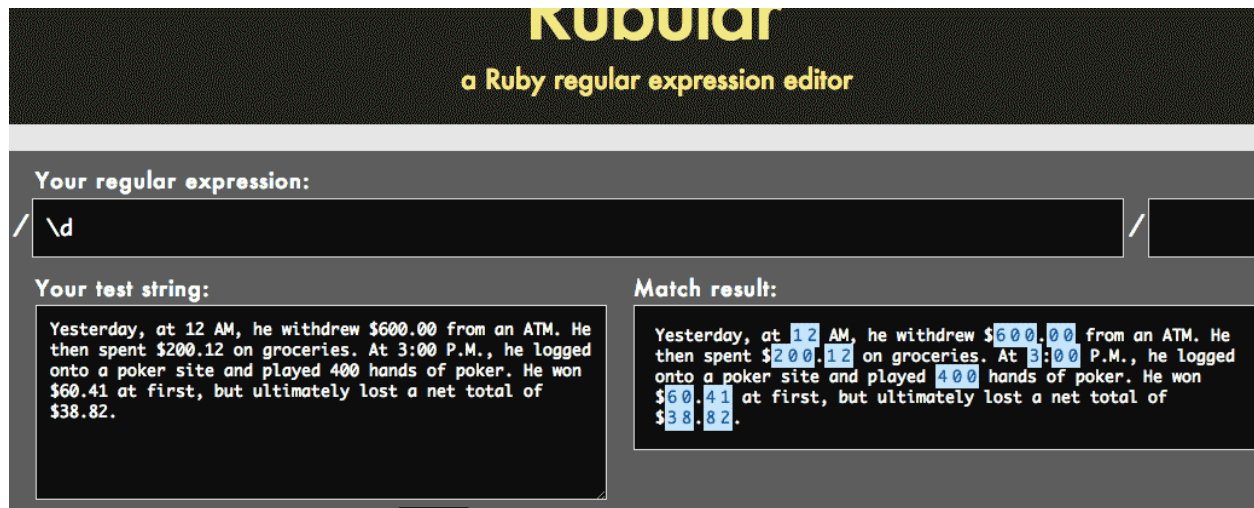 Rubular
a Ruby regular expression editor
Your regular expression:
/ \d /
Your test string:
Yesterday, at 12 AM, he withdrew $600.00 from an ATM. He
then spent $200.12 on groceries. At 3:00 P.M., he logged
onto a poker site and played 400 hands of poker. He won
$60.41 at first, but ultimately lost a net total of
$38.82.
Match result:
Yesterday, at 12 AM, he withdrew $600.00 from an ATM. He
then spent $200.12 on groceries. At 3:00 P.M., he logged
onto a poker site and played 400 hands of poker. He won
$60.41 at first, but ultimately lost a net total of
$38.82.